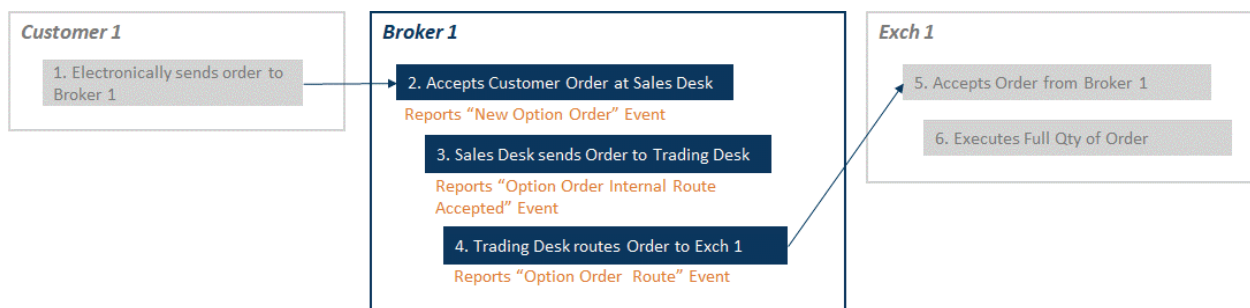 Customer 1
1. Electronically sends order to
Broker 1
Broker 1
2. Accepts Customer Order at Sales Desk
Reports “New Option Order” Event
3. Sales Desk sends Order to Trading Desk
Reports “Option Order Internal Route
Accepted” Event
4. Trading Desk routes Order to Exch 1
Reports “Option Order Route” Event
Exch 1
5. Accepts Order from Broker 1
6. Executes Full Qty of Order